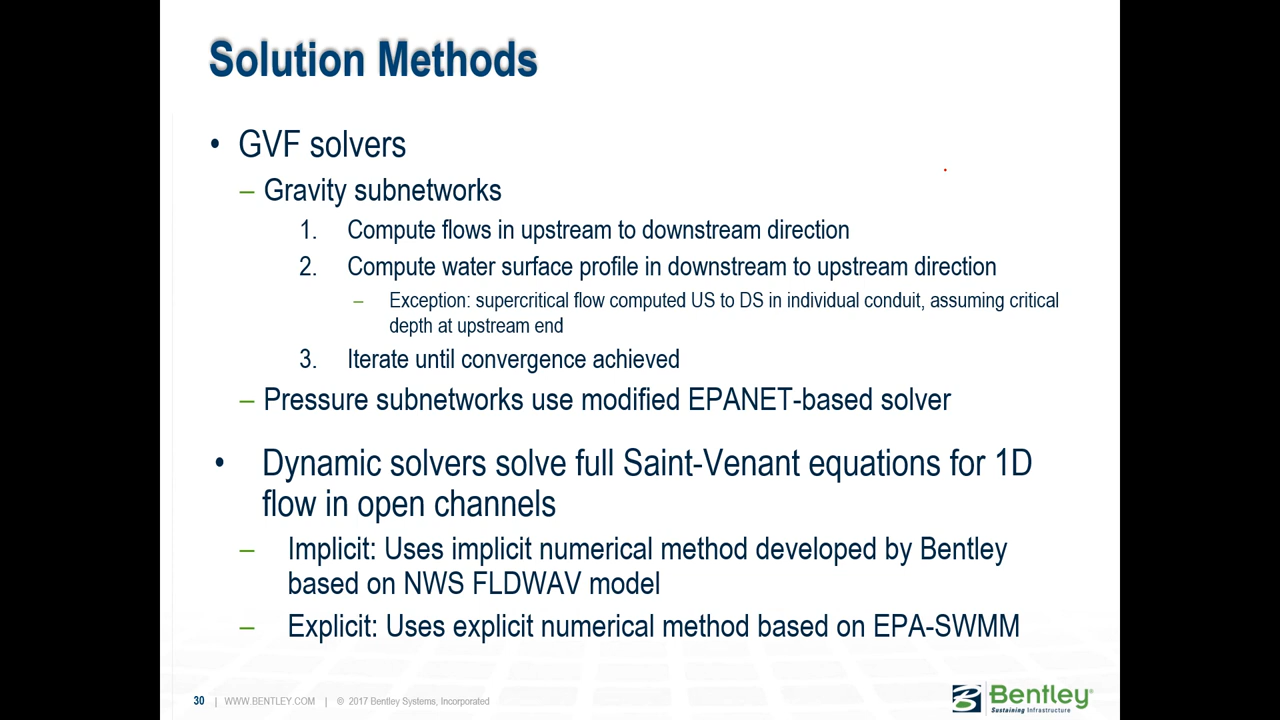 Solution Methods
• GVF solvers
– Gravity subnetworks
1. Compute flows in upstream to downstream direction
2. Compute water surface profile in downstream to upstream direction
– Exception: supercritical flow computed US to DS in individual conduit, assuming critical
depth at upstream end
3. Iterate until convergence achieved
– Pressure subnetworks use modified EPANET-based solver
• Dynamic solvers solve full Saint-Venant equations for 1D
flow in open channels
– Implicit: Uses implicit numerical method developed by Bentley
based on NWS FLDWAV model
– Explicit: Uses explicit numerical method based on EPA-SWMM
30 | WWW.BENTLEY.COM | © 2017 Bentley Systems, Incorporated
Bentley®
Sustaining Infrastructure